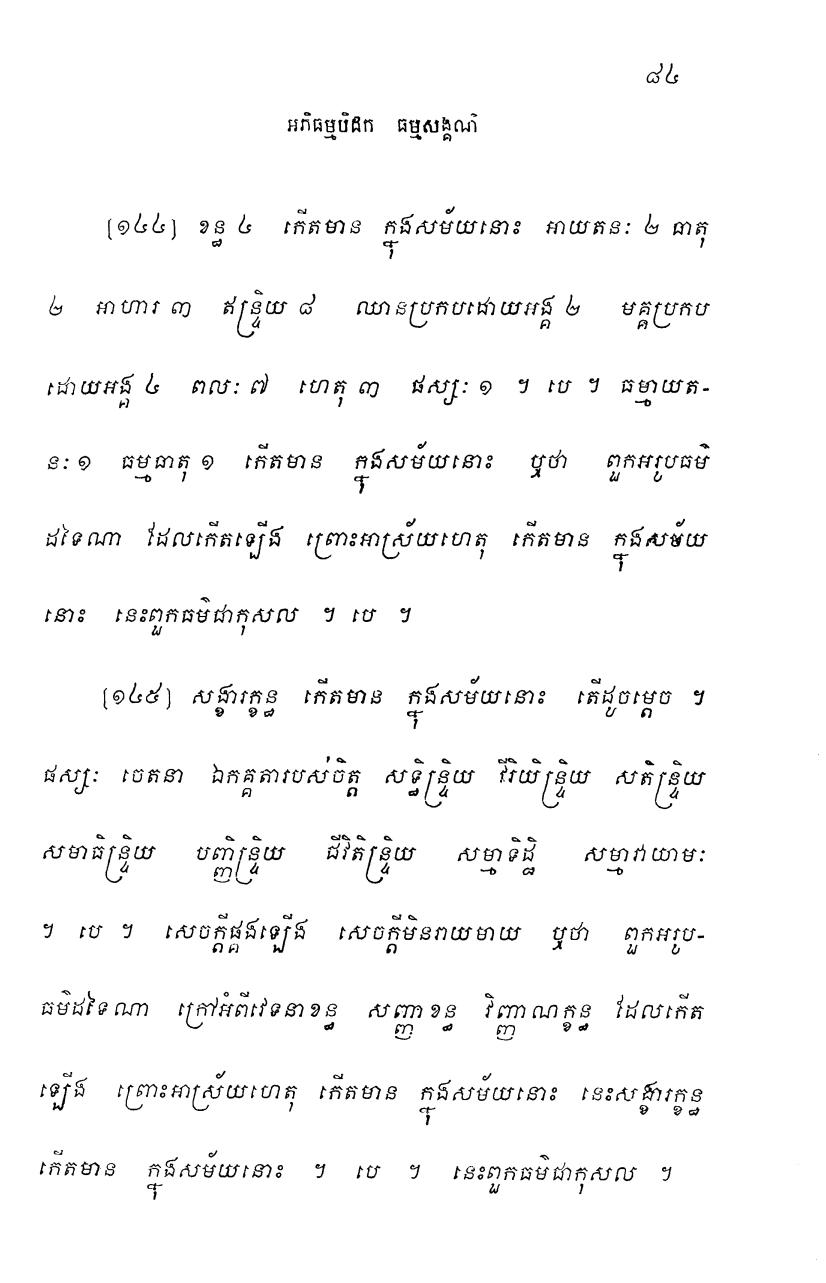 ៨៤
អភិធម្មបិដក ធម្មសង្គណី
[១៤៤] ខន្ធ ៤ កើតមាន ក្នុងសម័យនោះ អាយតនៈ ២ ធាតុ
២ អាហារ ៣ ឥន្ទ្រិយ ៨ ឈានប្រកបដោយអង្គ ២ មគ្គប្រកប
ដោយអង្គ ៤ ពលៈ ៧ ហេតុ ៣ ផស្សៈ ១ ។ បេ ។ ធម្មាយត-
នៈ ១ ធម្មធាតុ ១ កើតមាន ក្នុងសម័យនោះ ឬថា ពួកអរូបធម៌
ដទៃណា ដែលកើតឡើង ព្រោះអាស្រ័យហេតុ កើតមាន ក្នុងសម័យ
នោះ នេះពួកធម៌ជាកុសល ។ បេ ។
[១៤៥] សង្ខារក្ខន្ធ កើតមាន ក្នុងសម័យនោះ តើដូចម្តេច ។
ផស្សៈ ចេតនា ឯកគ្គតារបស់ចិត្ត សទ្ធិន្ទ្រិយ វីរិយិន្ទ្រិយ សតិន្ទ្រិយ
សមាធិន្ទ្រិយ បញ្ញិន្ទ្រិយ ជីវិតិន្ទ្រិយ សម្មាទិដ្ឋិ សម្មាវាយាមៈ
។ បេ ។ សេចក្តីផ្គងឡើង សេចក្តីមិនរាយមាយ ឬថា ពួកអរូប-
ធម៌ដទៃណា ក្រៅអំពីវេទនាខន្ធ សញ្ញាខន្ធ វិញ្ញាណក្ខន្ធ ដែលកើត
ឡើង ព្រោះអាស្រ័យហេតុ កើតមាន ក្នុងសម័យនោះ នេះសង្ខារក្ខន្ធ
កើតមាន ក្នុងសម័យនោះ ។ បេ ។ នេះពួកធម៌ជាកុសល ។